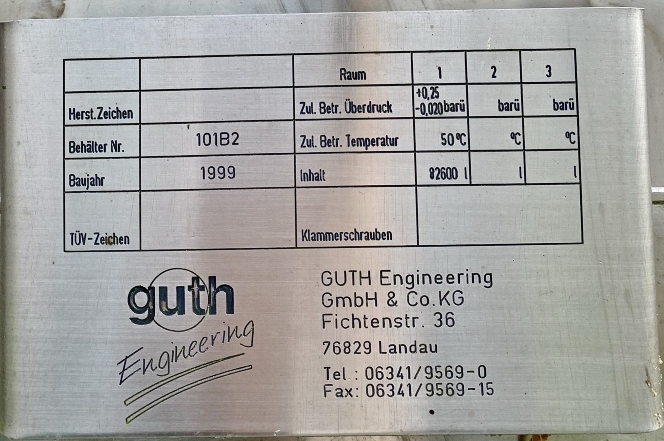 Raum 1 2 3
Herst.Zeichen Zul. Betr. Überdruck +0,25 -0,020 barü barü barü
Behälter Nr. 101B2 Zul. Betr. Temperatur 50 °C °C °C
Baujahr 1999 Inhalt 82600 l l l
TÜV-Zeichen Klammerschrauben
guth
Engineering
GUTH Engineering
GmbH & Co.KG
Fichtenstr. 36
76829 Landau
Tel : 06341/9569-0
Fax: 06341/9569-15